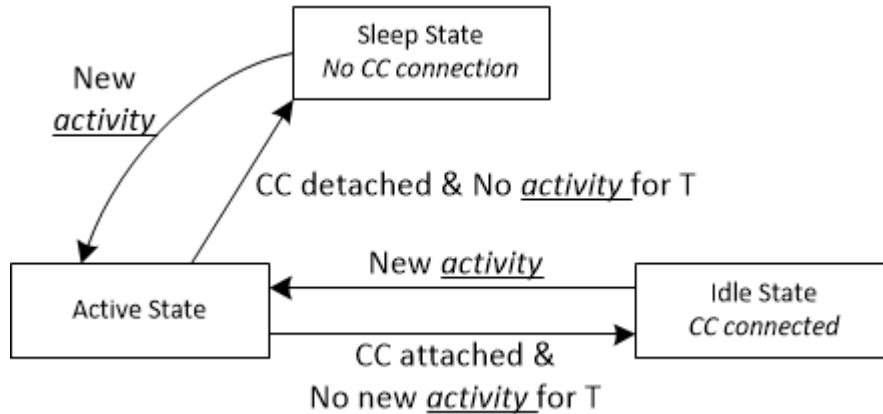 Sleep State
No CC connection
New
activity
CC detached & No activity for T
New activity
Active State
Idle State
CC connected
CC attached &
No new activity for T